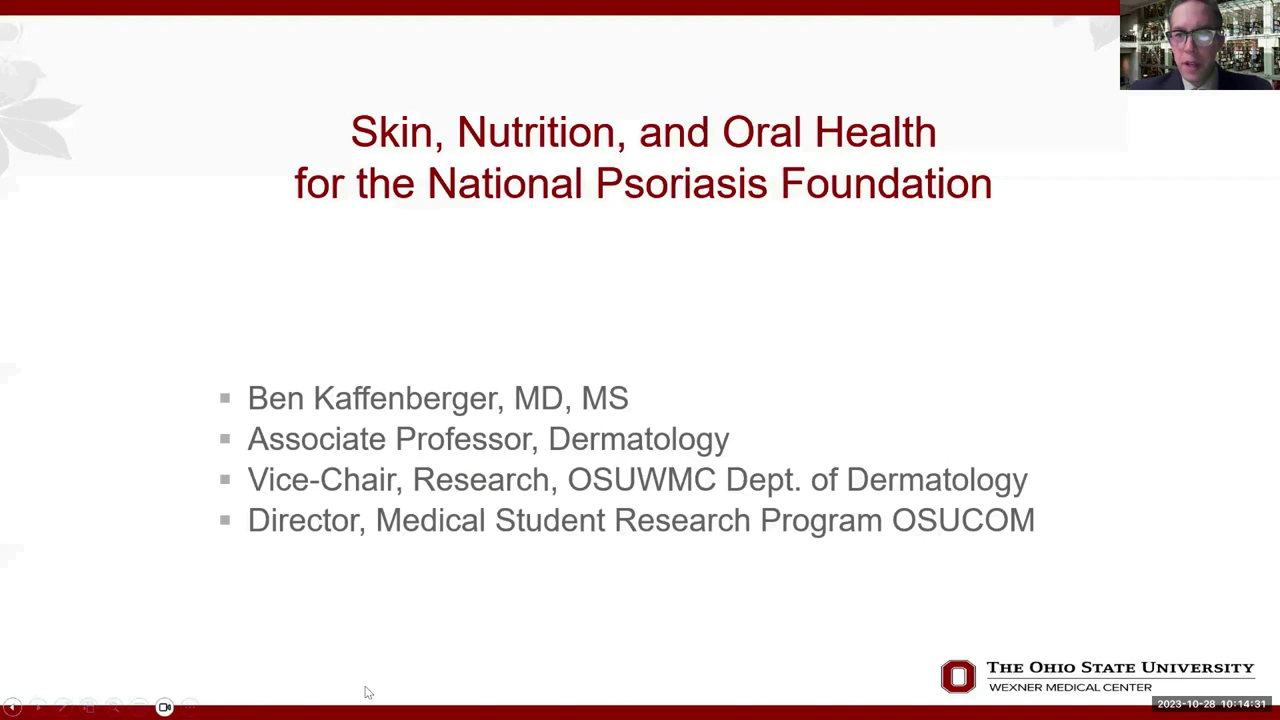 Skin, Nutrition, and Oral Health
for the National Psoriasis Foundation
Ben Kaffenberger, MD, MS
Associate Professor, Dermatology
Vice-Chair, Research, OSUWMC Dept. of Dermatology
Director, Medical Student Research Program OSUCOM
THE OHIO STATE UNIVERSITY
WEXNER MEDICAL CENTER
2023-10-28 10:14:31